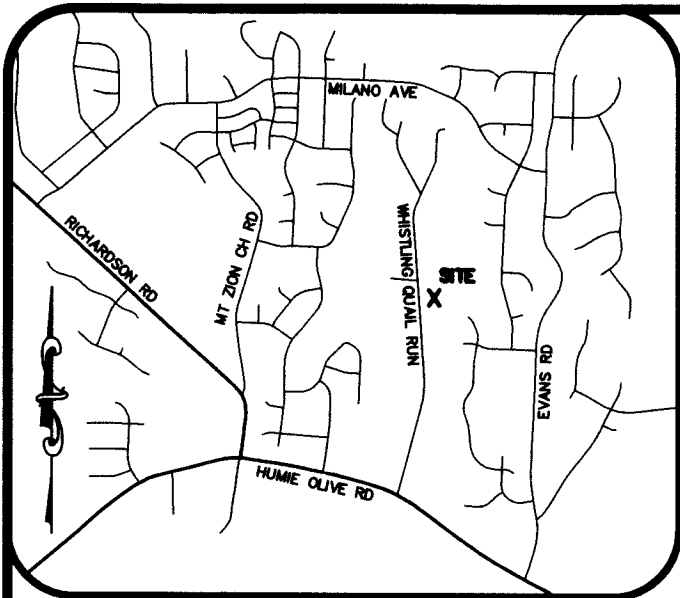 MILANO AVE
RICHARDSON RD
MT ZION CH RD
WHISTLING QUAIL RUN
SITE
X
EVANS RD
HUMIE OLIVE RD